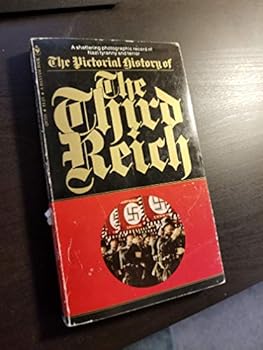 A shattering photographic record of
Nazi tyranny and terror
The Pictorial History of
The
Third
Reich